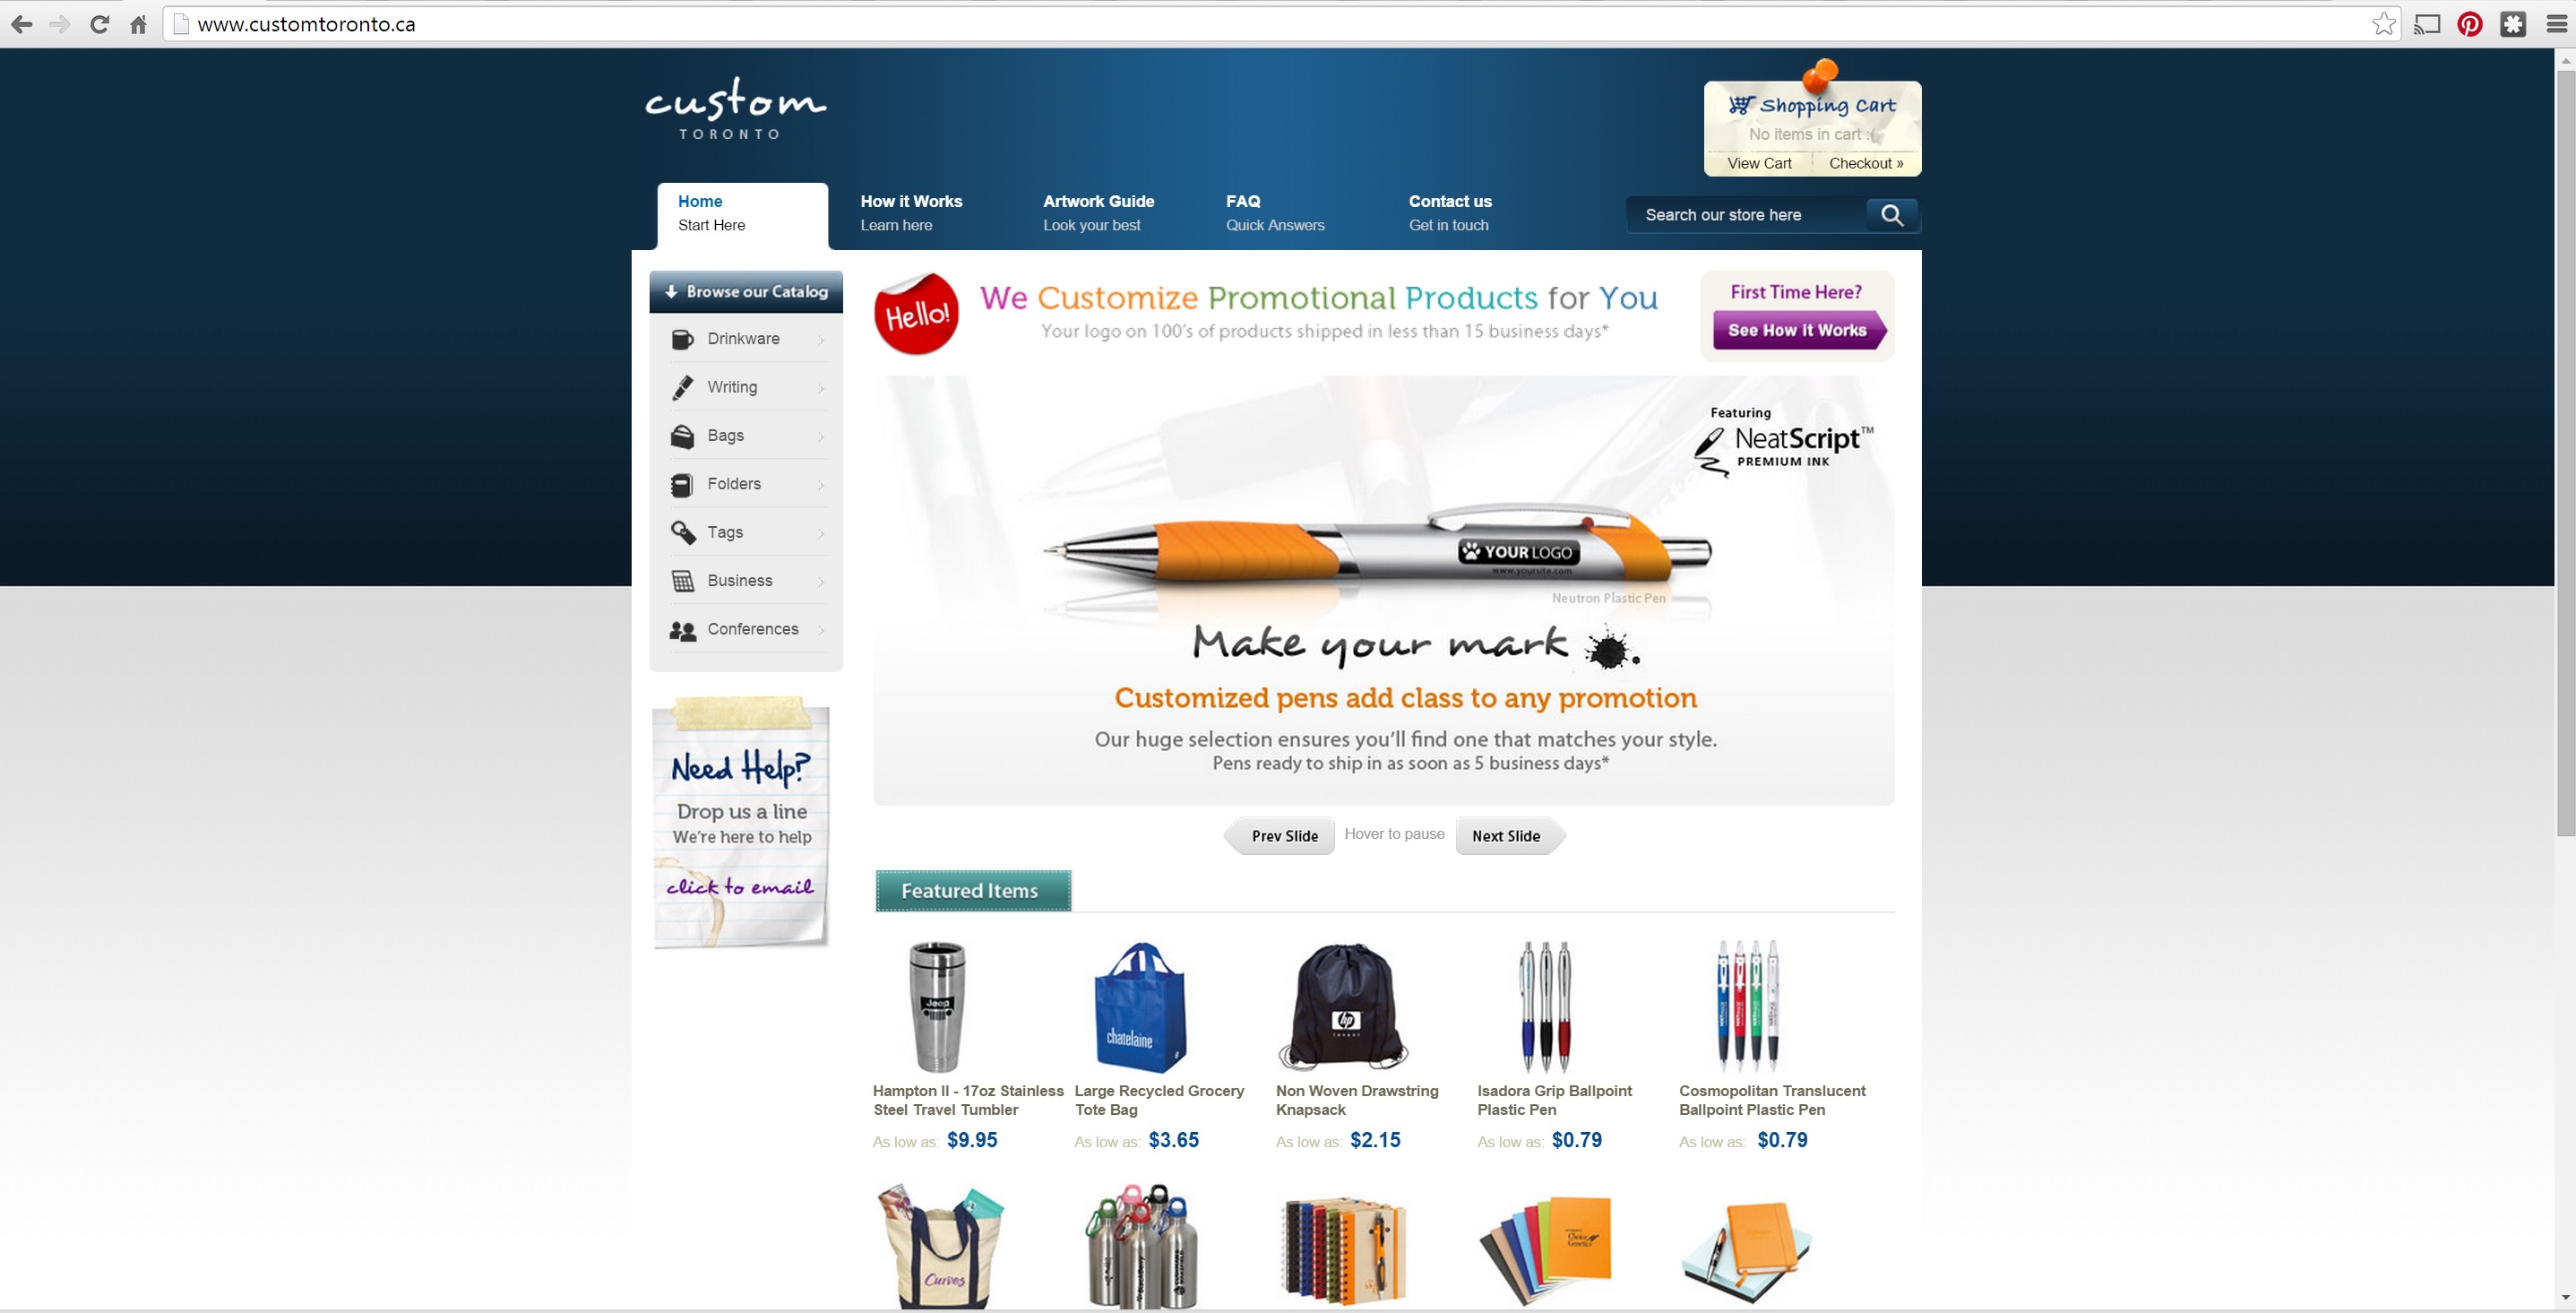 www.customtoronto.ca
custom
TORONTO
Shopping Cart
No items in cart :(
View Cart
Checkout »
Home
Start Here
How it Works
Learn here
Artwork Guide
Look your best
FAQ
Quick Answers
Contact us
Get in touch
Search our store here
Browse our Catalog
Drinkware
Writing
Bags
Folders
Tags
Business
Conferences
Need Help?
Drop us a line
We're here to help
click to email
Hello!
We Customize Promotional Products for You
Your logo on 100's of products shipped in less than 15 business days*
First Time Here?
See How It Works
Featuring
NeatScript™
PREMIUM INK
YOUR LOGO
www.yoursite.com
Neutron Plastic Pen
Make your mark
Customized pens add class to any promotion
Our huge selection ensures you'll find one that matches your style.
Pens ready to ship in as soon as 5 business days*
Prev Slide
Hover to pause
Next Slide
Featured Items
Jeep
chatelaine
hp
invent
Hampton II - 17oz Stainless
Steel Travel Tumbler
As low as: $9.95
Large Recycled Grocery
Tote Bag
As low as: $3.65
Non Woven Drawstring
Knapsack
As low as: $2.15
Isadora Grip Ballpoint
Plastic Pen
As low as: $0.79
Cosmopolitan Translucent
Ballpoint Plastic Pen
As low as: $0.79
Curves
Choice
Genetics